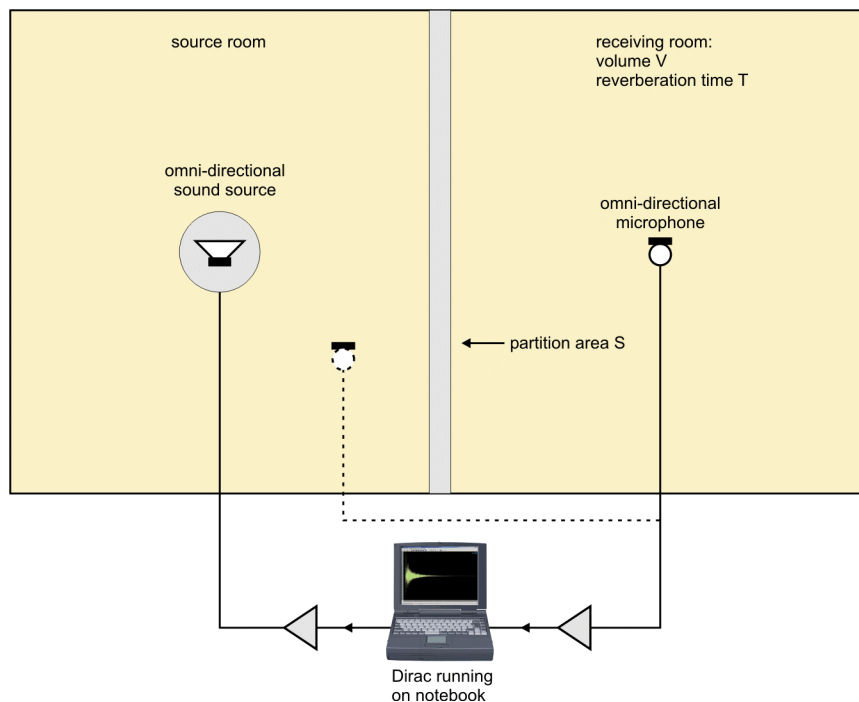 source room
receiving room:
volume V
reverberation time T
omni-directional
sound source
omni-directional
microphone
partition area S
Dirac running
on notebook